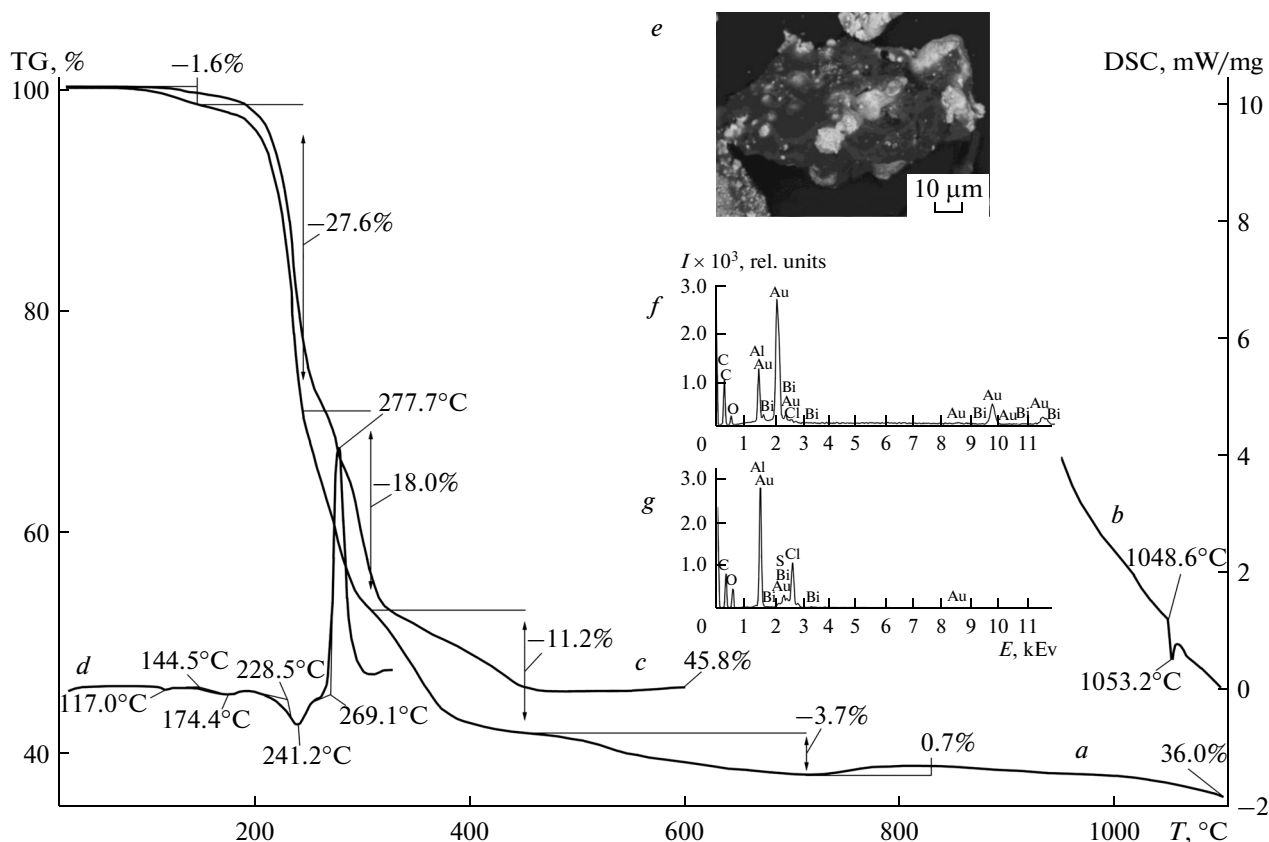 e
TG, %
DSC, mW/mg
−1.6%
100
10
10 μm
−27.6%
8
I × 10³, rel. units
f
3.0
2.0
1.0
Au
C
C
O
Al
Au
Bi
Bi
Au
Cl
Bi
Au
Bi
Au
Au
Bi
Au
Bi
0 1 2 3 4 5 6 7 8 9 10 11
80
6
277.7°C
−18.0%
4
g
3.0
2.0
1.0
Al
Au
C
O
Bi
S
Bi
Au
Cl
Bi
Au
0 1 2 3 4 5 6 7 8 9 10 11
E, kEv
b
60
1048.6°C
2
−11.2%
c
45.8%
d
144.5°C
228.5°C
117.0°C
174.4°C
269.1°C
241.2°C
1053.2°C
0
−3.7%
0.7%
a
36.0%
40
−2
200 400 600 800 1000 T, °C